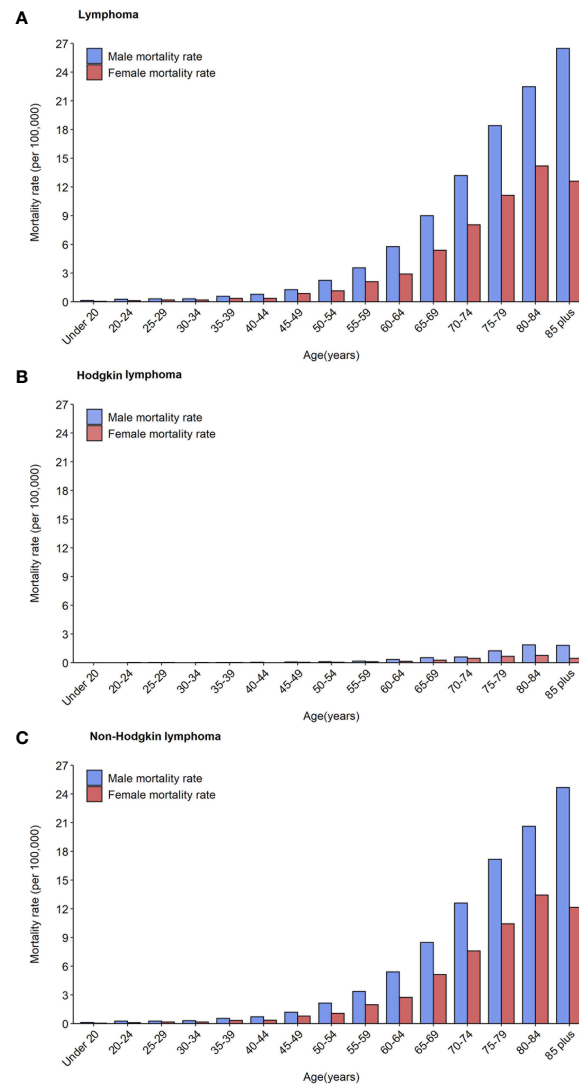 A
Lymphoma
27
24
21
18
15
12
9
6
3
0
Mortality rate (per 100,000)
Male mortality rate
Female mortality rate
Under 20
20-24
25-29
30-34
35-39
40-44
45-49
50-54
55-59
60-64
65-69
70-74
75-79
80-84
85 plus
Age(years)
B
Hodgkin lymphoma
27
24
21
18
15
12
9
6
3
0
Mortality rate (per 100,000)
Male mortality rate
Female mortality rate
Under 20
20-24
25-29
30-34
35-39
40-44
45-49
50-54
55-59
60-64
65-69
70-74
75-79
80-84
85 plus
Age(years)
C
Non-Hodgkin lymphoma
27
24
21
18
15
12
9
6
3
0
Mortality rate (per 100,000)
Male mortality rate
Female mortality rate
Under 20
20-24
25-29
30-34
35-39
40-44
45-49
50-54
55-59
60-64
65-69
70-74
75-79
80-84
85 plus
Age(years)